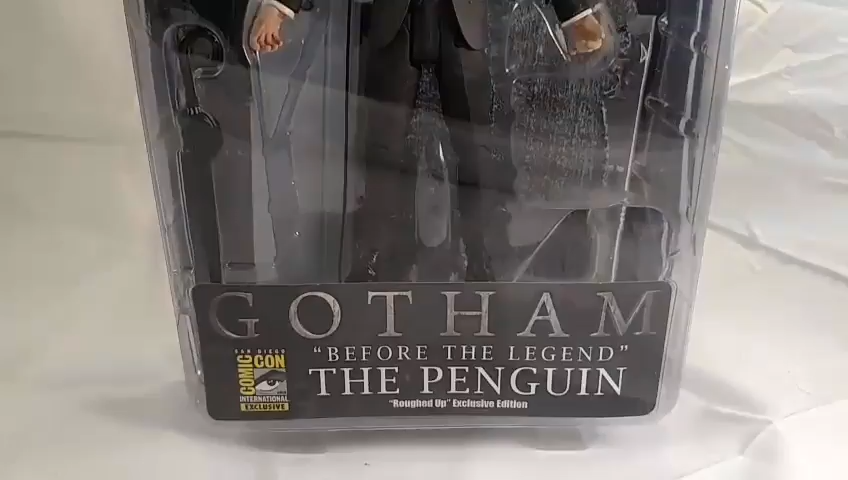 GOTHAM
"BEFORE THE LEGEND"
THE PENGUIN
"Roughed Up" Exclusive Edition
SAN DIEGO
COMIC CON
INTERNATIONAL
EXCLUSIVE